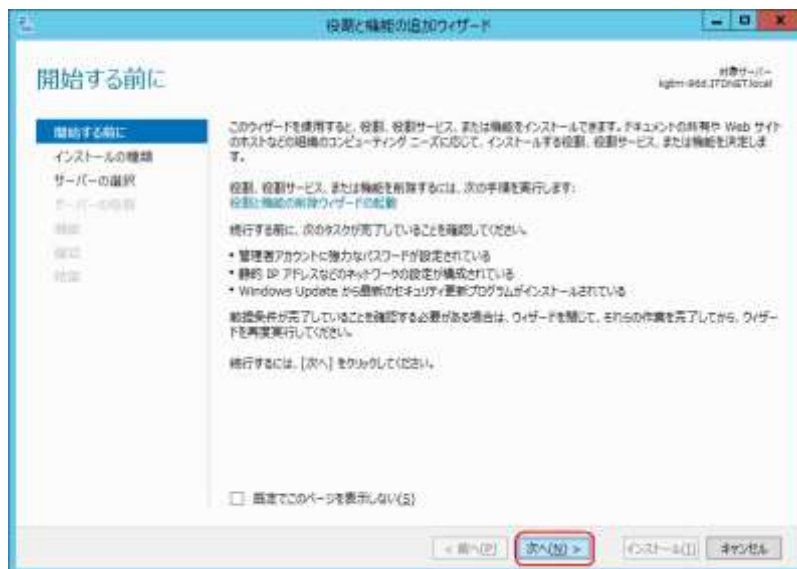 役割と機能の追加ウィザード
開始する前に
対象サーバー
開始する前に
インストールの種類
サーバーの選択
サーバーの役割
機能
確認
結果
このウィザードを使用すると、役割、役割サービス、または機能をインストールできます。ドキュメントの共有や Web サイト
のホストなどの組織のコンピューティング ニーズに応じて、インストールする役割、役割サービス、または機能を決定しま
す。
役割、役割サービス、または機能を削除するには、次の手順を実行します:
役割と機能の削除ウィザードの起動
続行する前に、次のタスクが完了していることを確認してください。
• 管理者アカウントに強力なパスワードが設定されている
• 静的 IP アドレスなどのネットワークの設定が構成されている
• Windows Update から最新のセキュリティ更新プログラムがインストールされている
前提条件が完了していることを確認する必要がある場合は、ウィザードを閉じて、それらの作業を完了してから、ウィザー
ドを再度実行してください。
続行するには、[次へ] をクリックしてください。
既定でこのページを表示しない(S)
< 前へ(P)
次へ(N) >
インストール(I)
キャンセル